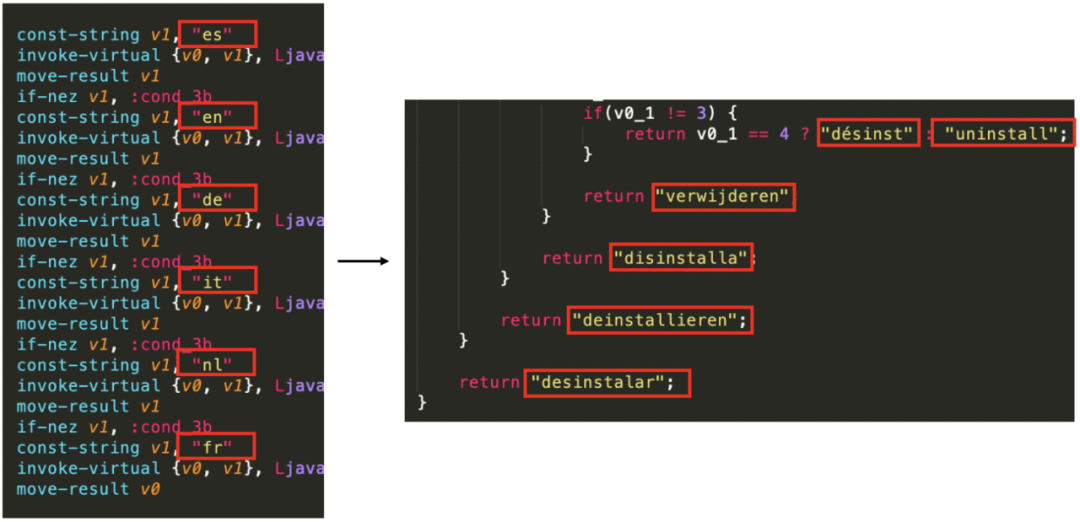 const-string v1, "es"
invoke-virtual {v0, v1}, Ljava
move-result v1
if-nez v1, :cond_3b
const-string v1, "en"
invoke-virtual {v0, v1}, Ljava
move-result v1
if-nez v1, :cond_3b
const-string v1, "de"
invoke-virtual {v0, v1}, Ljava
move-result v1
if-nez v1, :cond_3b
const-string v1, "it"
invoke-virtual {v0, v1}, Ljava
move-result v1
if-nez v1, :cond_3b
const-string v1, "nl"
invoke-virtual {v0, v1}, Ljava
move-result v1
if-nez v1, :cond_3b
const-string v1, "fr"
invoke-virtual {v0, v1}, Ljava
move-result v0
if(v0_1 != 3) {
return v0_1 == 4 ? "désinst" : "uninstall";
}
return "verwijderen";
}
return "disinstalla";
}
return "deinstallieren";
}
return "desinstalar";
}